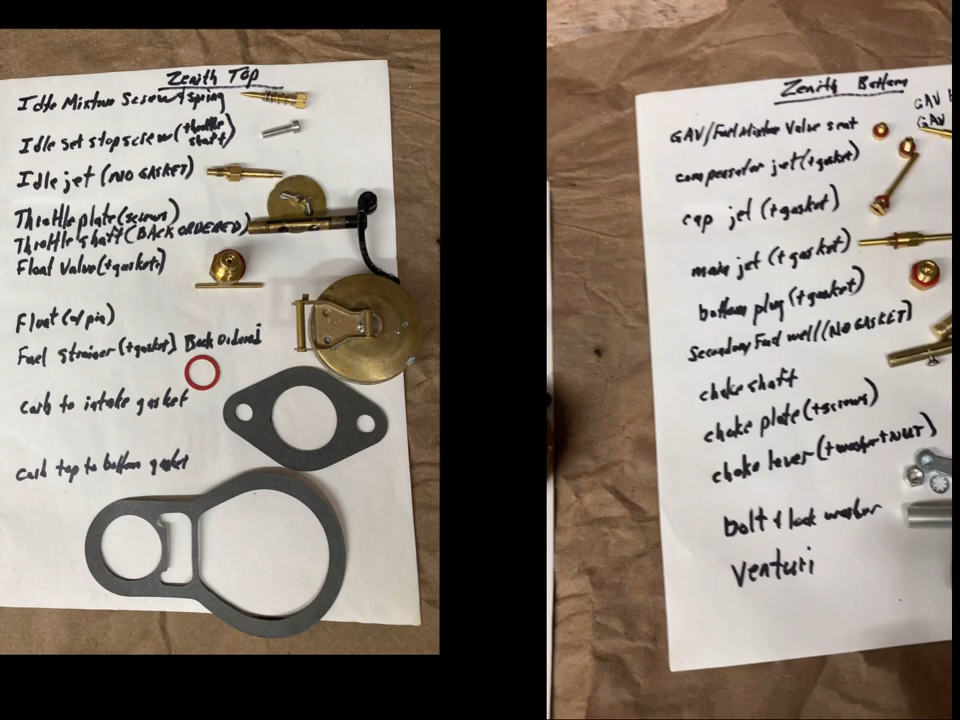 Zenith Top
Idle Mixture Screw + spring
Idle set stop screw (throttle shaft)
Idle jet (NO GASKET)
Throttle plate (screws)
Throttle shaft (BACK ORDERED)
Float Valve (+gasket)
Float (w/pin)
Fuel strainer (+gasket) Back Ordered
carb to intake gasket
carb top to bottom gasket
Zenith Bottom
GAV
GAV
GAV/Fuel Mixture Valve seat
compensator jet (+gasket)
cap jet (+gasket)
main jet (+ gasket)
bottom plug (+gasket)
Secondary Fuel well (NO GASKET)
choke shaft
choke plate (+screws)
choke lever (+washer+NUT)
bolt + lock washer
Venturi